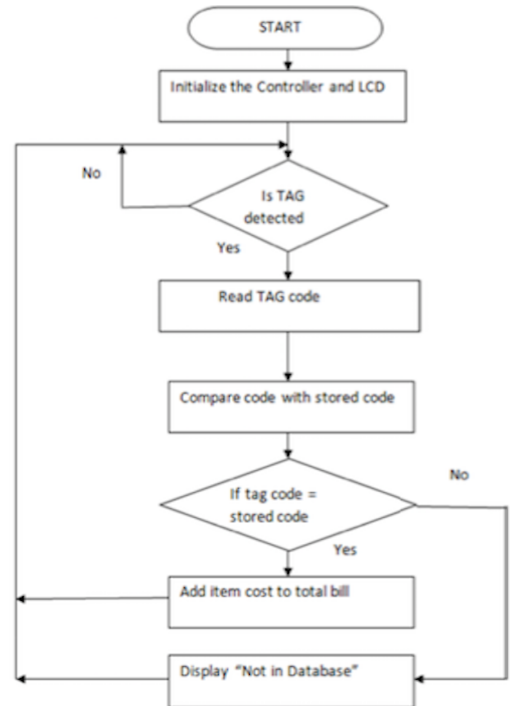 START
Initialize the Controller and LCD
No
Is TAG
detected
Yes
Read TAG code
Compare code with stored code
No
If tag code =
stored code
Yes
Add item cost to total bill
Display “Not in Database”